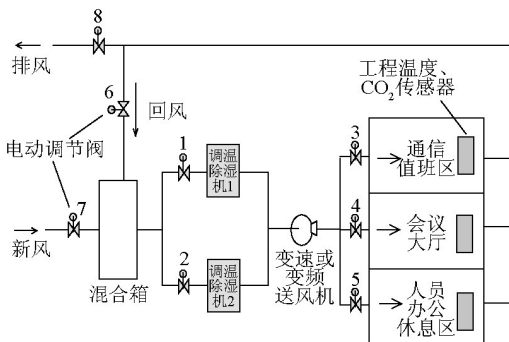 8
排风
6
回风
电动调节阀
7
新风
混合箱
1
调温
除湿
机1
2
调温
除湿
机2
变速或
变频
送风机
工程温度、
CO₂传感器
3
通信
值班区
4
会议
大厅
5
人员
办公
休息区